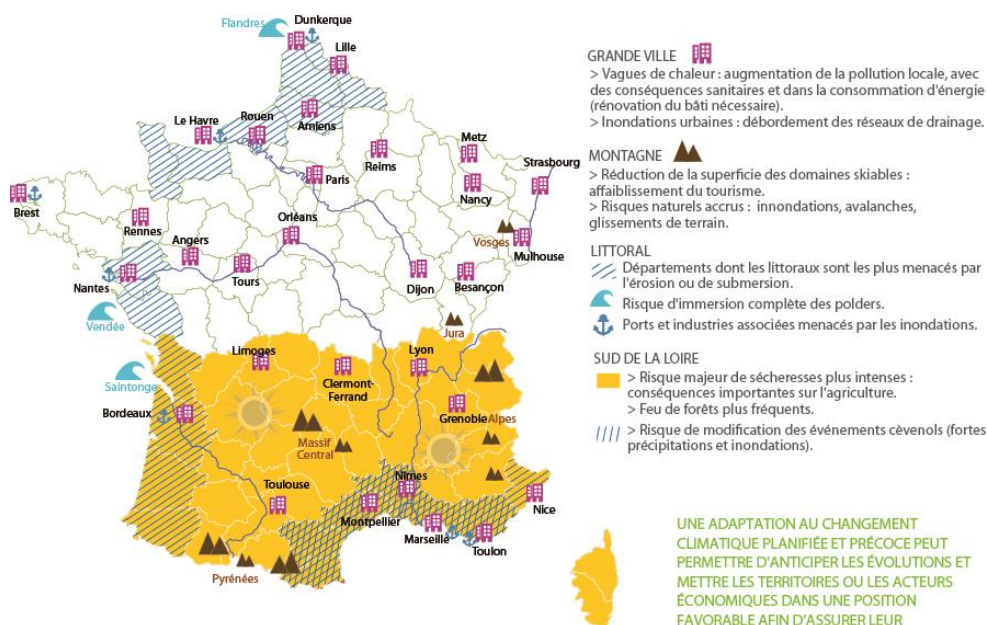 Flandres
Dunkerque
Lille
Le Havre
Rouen
Amiens
Metz
Strasbourg
Reims
Paris
Nancy
Brest
Rennes
Orléans
Vosges
Angers
Mulhouse
Nantes
Tours
Dijon
Besançon
Vendée
Jura
Limoges
Lyon
Saintonge
Clermont-
Ferrand
Bordeaux
Grenoble
Alpes
Massif
Central
Toulouse
Nîmes
Montpellier
Nice
Marseille
Toulon
Pyrénées
GRANDE VILLE
> Vagues de chaleur : augmentation de la pollution locale, avec
des conséquences sanitaires et dans la consommation d'énergie
(rénovation du bâti nécessaire).
> Inondations urbaines : débordement des réseaux de drainage.
MONTAGNE
> Réduction de la superficie des domaines skiables :
affaiblissement du tourisme.
> Risques naturels accrus : innondations, avalanches,
glissements de terrain.
LITTORAL
Départements dont les littoraux sont les plus menacés par
l'érosion ou de submersion.
Risque d'immersion complète des polders.
Ports et industries associées menacés par les inondations.
SUD DE LA LOIRE
> Risque majeur de sécheresses plus intenses :
conséquences importantes sur l'agriculture.
> Feu de forêts plus fréquents.
> Risque de modification des événements cèvenols (fortes
précipitations et inondations).
UNE ADAPTATION AU CHANGEMENT
CLIMATIQUE PLANIFIÉE ET PRÉCOCE PEUT
PERMETTRE D'ANTICIPER LES ÉVOLUTIONS ET
METTRE LES TERRITOIRES OU LES ACTEURS
ÉCONOMIQUES DANS UNE POSITION
FAVORABLE AFIN D'ASSURER LEUR